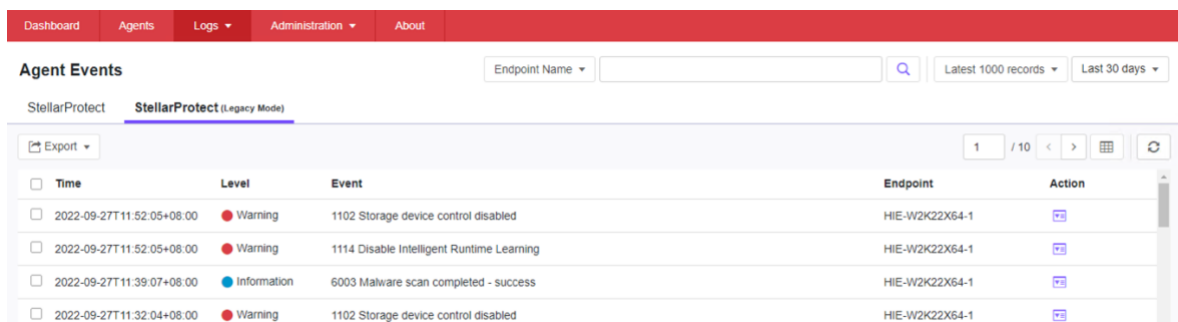 Dashboard Agents Logs Administration About
Agent Events Endpoint Name Latest 1000 records Last 30 days
StellarProtect StellarProtect (Legacy Mode)
Export 1 / 10
Time Level Event Endpoint Action
2022-09-27T11:52:05+08:00 Warning 1102 Storage device control disabled HIE-W2K22X64-1
2022-09-27T11:52:05+08:00 Warning 1114 Disable Intelligent Runtime Learning HIE-W2K22X64-1
2022-09-27T11:39:07+08:00 Information 6003 Malware scan completed - success HIE-W2K22X64-1
2022-09-27T11:32:04+08:00 Warning 1102 Storage device control disabled HIE-W2K22X64-1